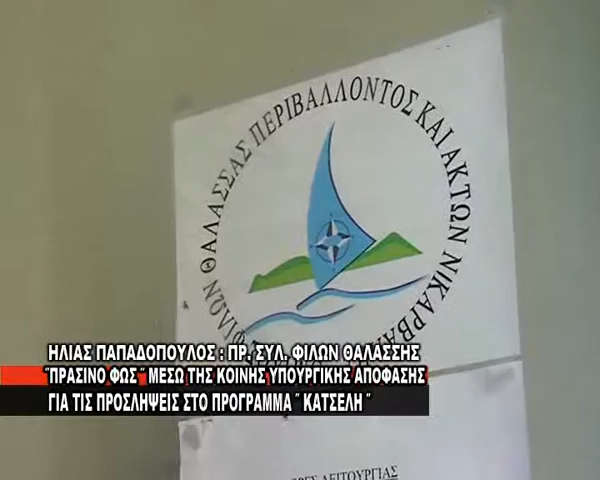 ΦΙΛΩΝ ΘΑΛΑΣΣΑΣ ΠΕΡΙΒΑΛΛΟΝΤΟΣ ΚΑΙ ΑΚΤΩΝ
ΗΛΙΑΣ ΠΑΠΑΔΟΠΟΥΛΟΣ : ΠΡ. ΣΥΛ. ΦΙΛΩΝ ΘΑΛΑΣΣΗΣ
"ΠΡΑΣΙΝΟ ΦΩΣ" ΜΕΣΩ ΤΗΣ ΚΟΙΝΗΣ ΥΠΟΥΡΓΙΚΗΣ ΑΠΟΦΑΣΗΣ
ΓΙΑ ΤΙΣ ΠΡΟΣΛΗΨΕΙΣ ΣΤΟ ΠΡΟΓΡΑΜΜΑ " ΚΑΤΣΕΛΗ "
ΛΕΙΤΟΥΡΓΙΑΣ